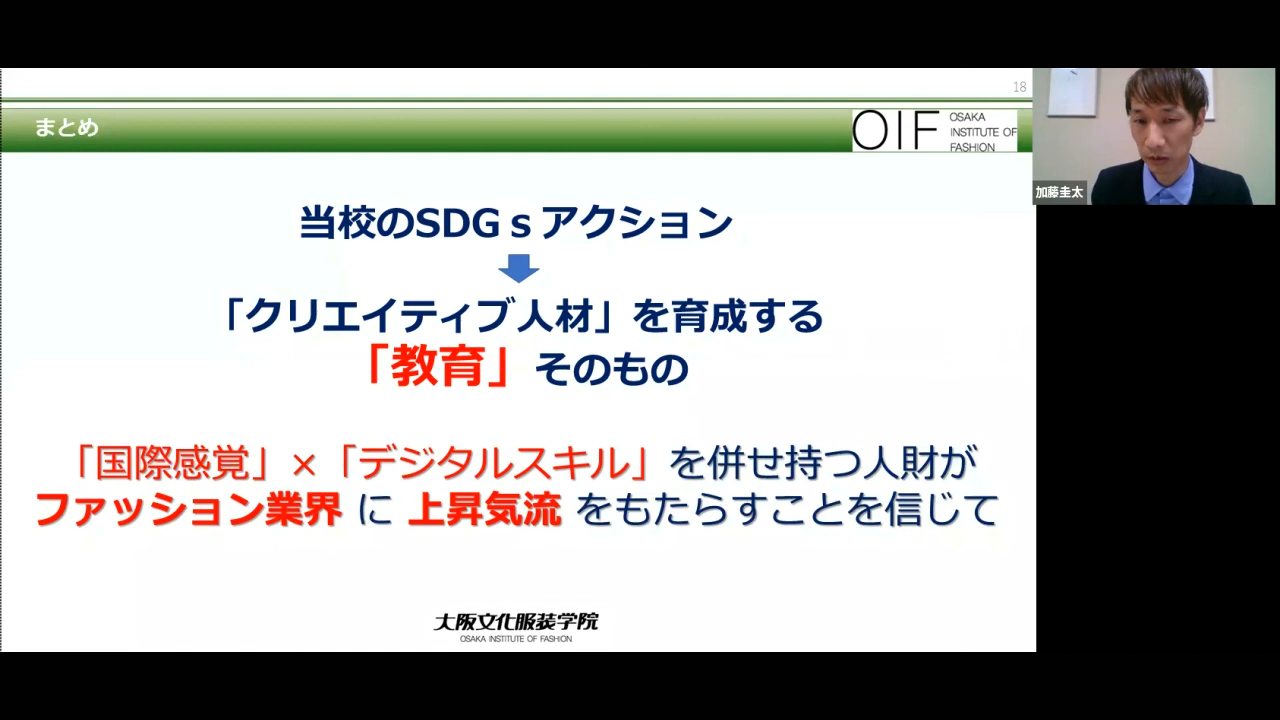 18
まとめ
OIF
OSAKA
INSTITUTE OF
FASHION
加藤圭太
当校のSDGｓアクション
「クリエイティブ人材」を育成する
「教育」そのもの
「国際感覚」×「デジタルスキル」を併せ持つ人財が
ファッション業界 に 上昇気流 をもたらすことを信じて
大阪文化服装学院
OSAKA INSTITUTE OF FASHION